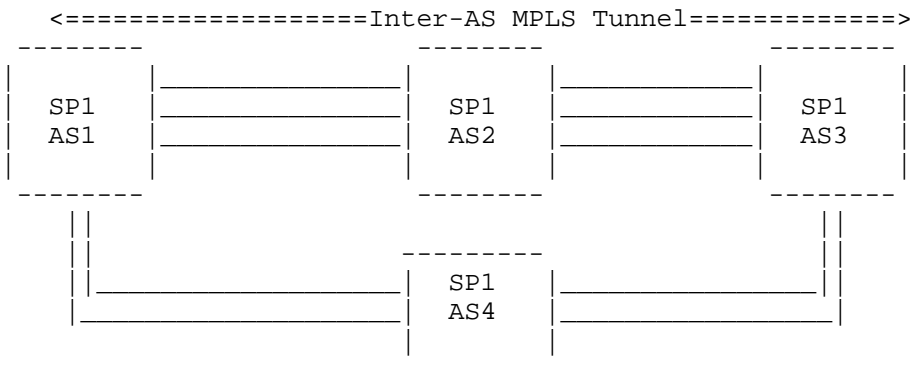 <===================Inter-AS MPLS Tunnel=============>
SP1 SP1 SP1
AS1 AS2 AS3
SP1
AS4